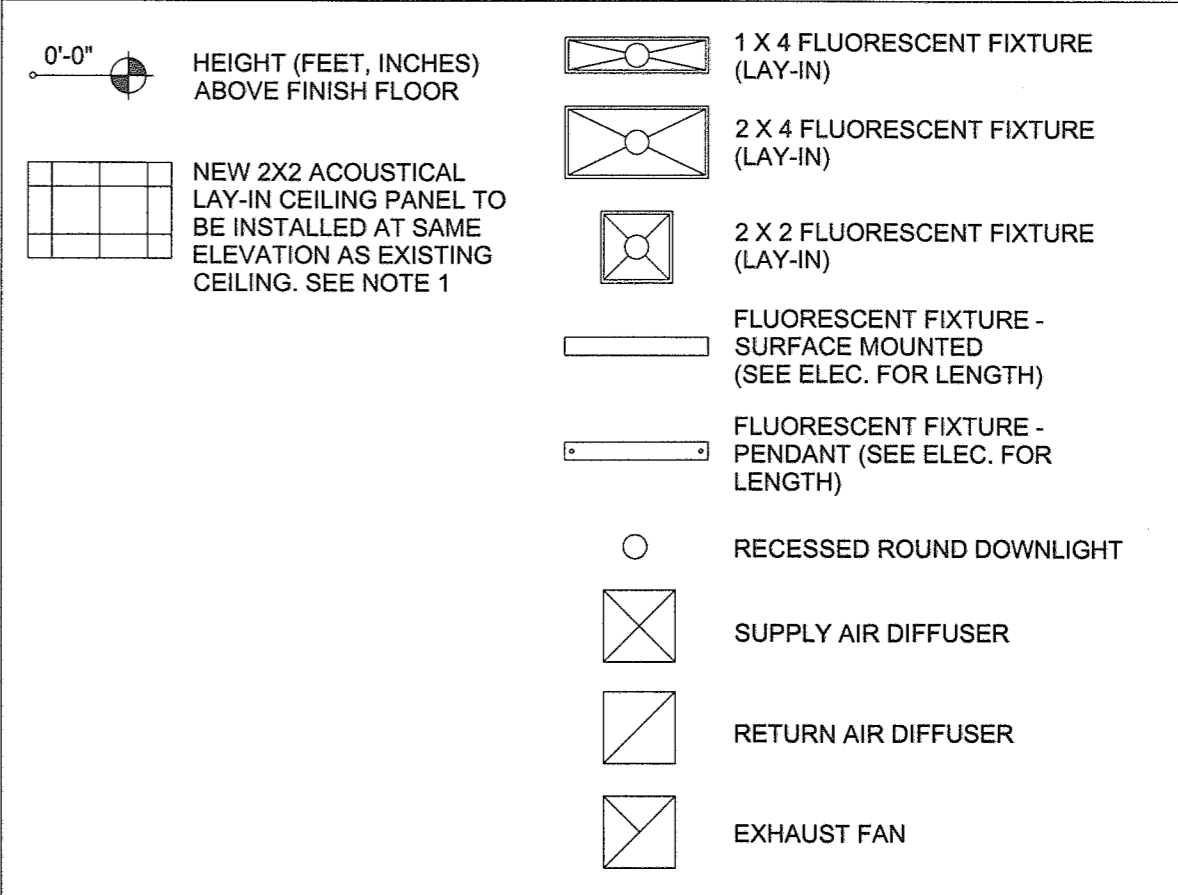 0'-0"
HEIGHT (FEET, INCHES)
ABOVE FINISH FLOOR
NEW 2X2 ACOUSTICAL
LAY-IN CEILING PANEL TO
BE INSTALLED AT SAME
ELEVATION AS EXISTING
CEILING. SEE NOTE 1
1 X 4 FLUORESCENT FIXTURE
(LAY-IN)
2 X 4 FLUORESCENT FIXTURE
(LAY-IN)
2 X 2 FLUORESCENT FIXTURE
(LAY-IN)
FLUORESCENT FIXTURE -
SURFACE MOUNTED
(SEE ELEC. FOR LENGTH)
FLUORESCENT FIXTURE -
PENDANT (SEE ELEC. FOR
LENGTH)
RECESSED ROUND DOWNLIGHT
SUPPLY AIR DIFFUSER
RETURN AIR DIFFUSER
EXHAUST FAN